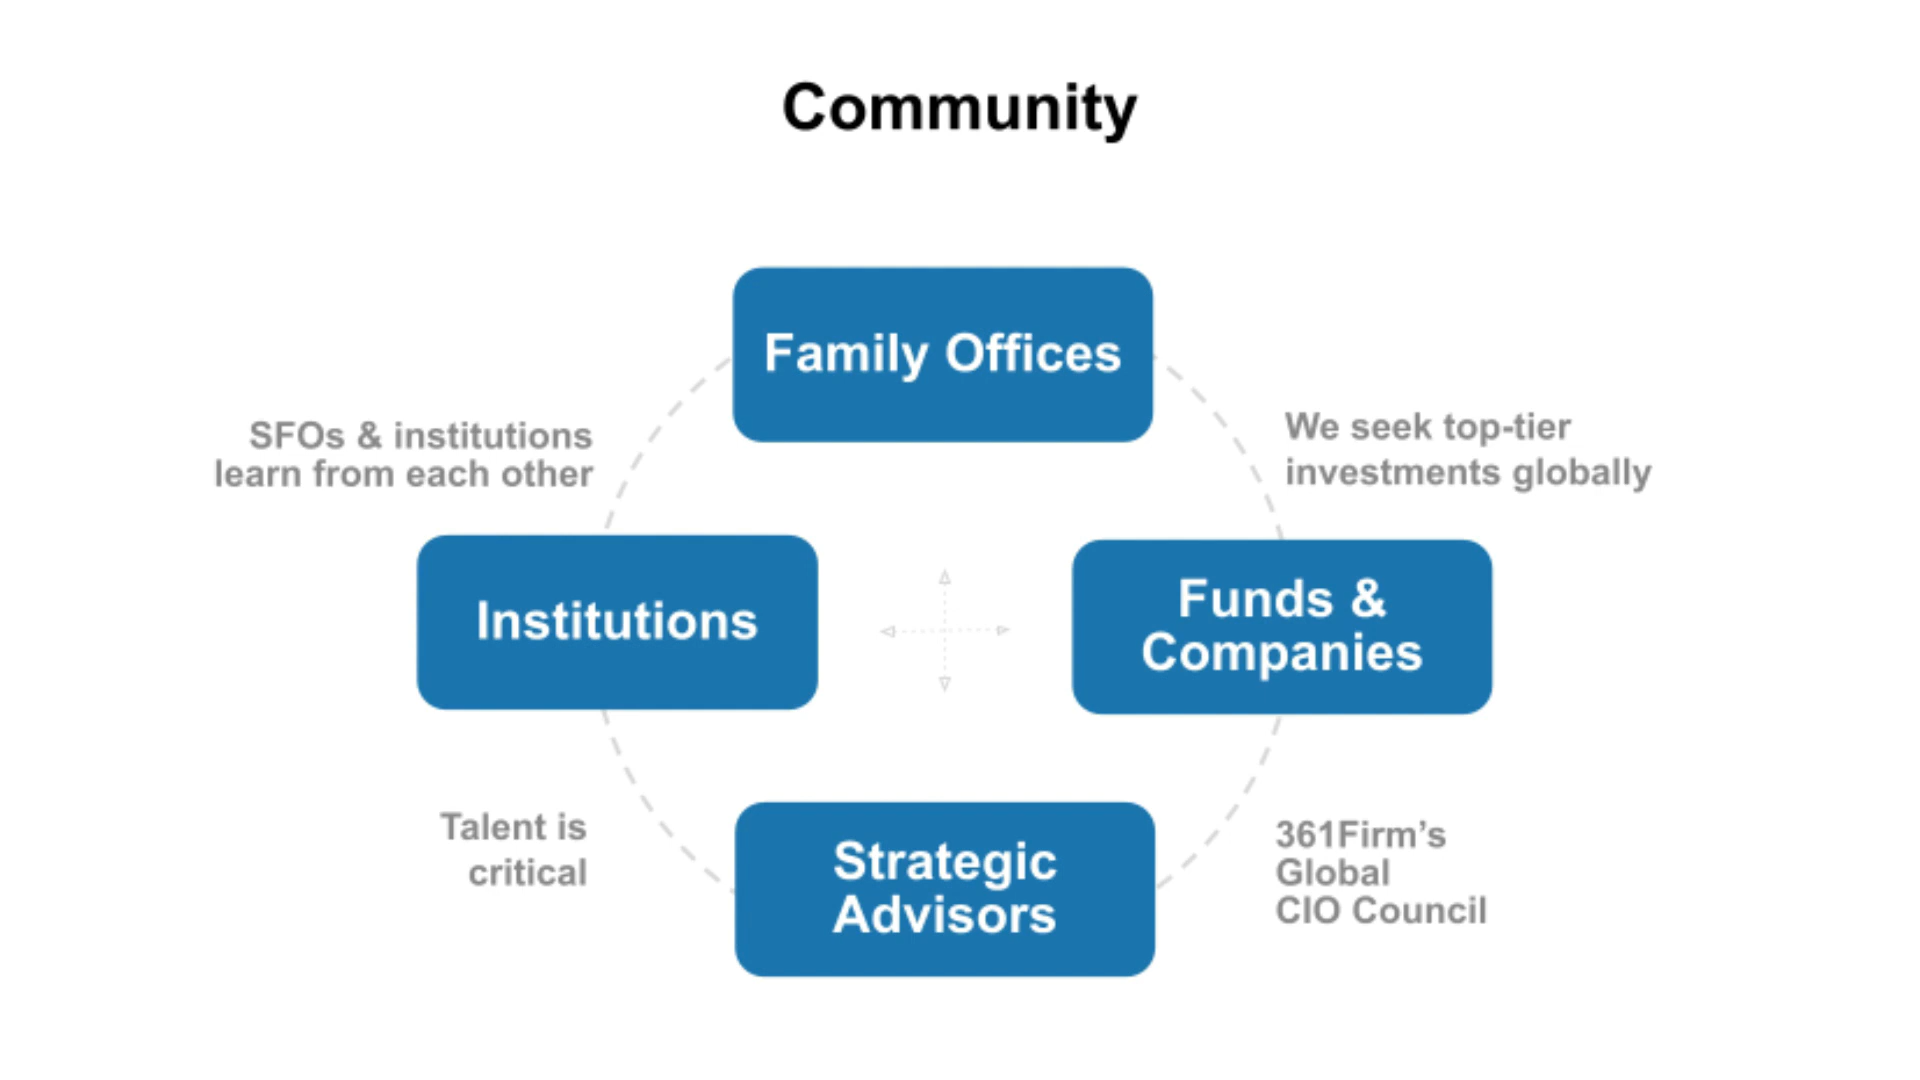 Community
Family Offices
SFOs & institutions
learn from each other
We seek top-tier
investments globally
Institutions
Funds &
Companies
Talent is
critical
Strategic
Advisors
361Firm’s
Global
CIO Council